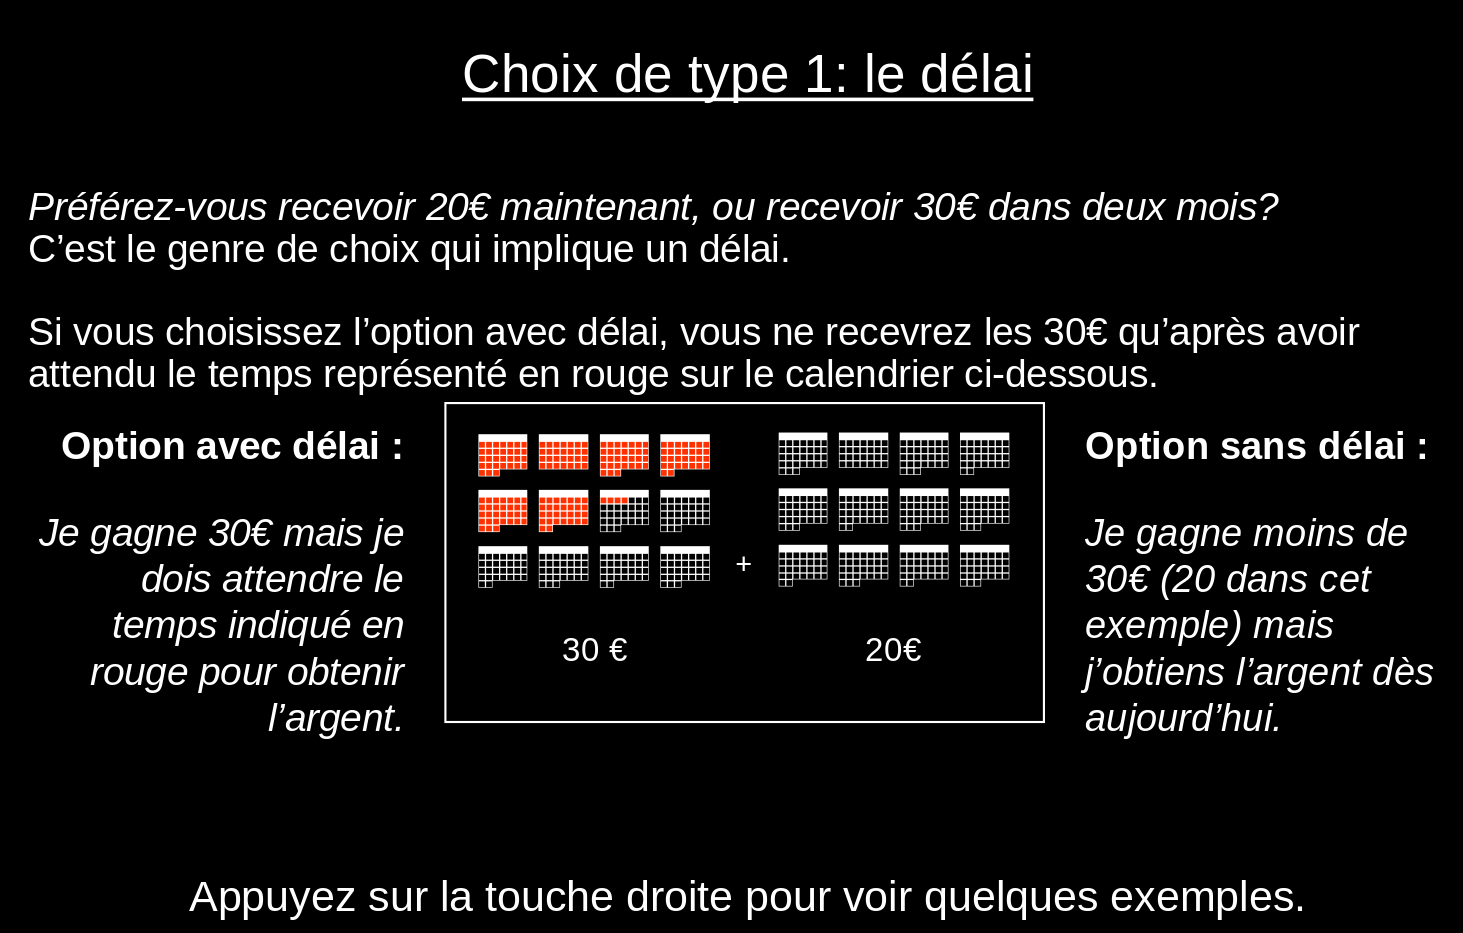 Choix de type 1: le délai
Préférez-vous recevoir 20€ maintenant, ou recevoir 30€ dans deux mois?
C’est le genre de choix qui implique un délai.
Si vous choisissez l’option avec délai, vous ne recevrez les 30€ qu’après avoir
attendu le temps représenté en rouge sur le calendrier ci-dessous.
Option avec délai :
Je gagne 30€ mais je
dois attendre le
temps indiqué en
rouge pour obtenir
l’argent.
+
30 €
20€
Option sans délai :
Je gagne moins de
30€ (20 dans cet
exemple) mais
j’obtiens l’argent dès
aujourd’hui.
Appuyez sur la touche droite pour voir quelques exemples.